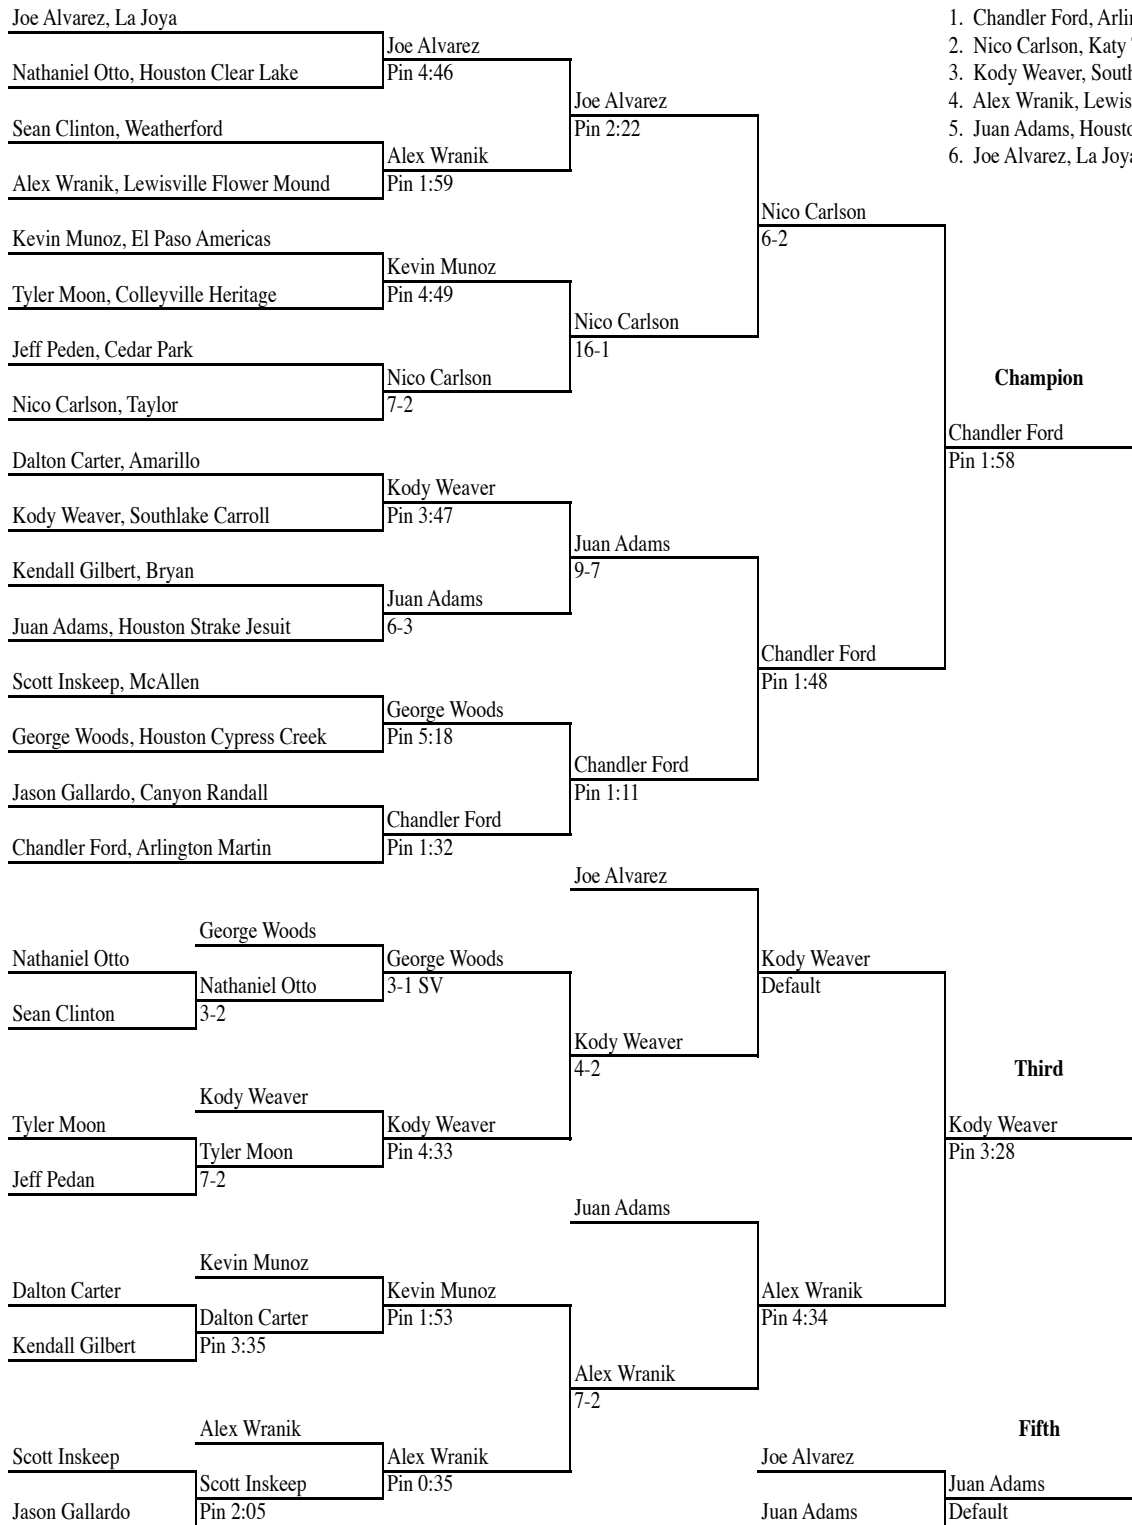 Joe Alvarez, La Joya
Joe Alvarez
Nathaniel Otto, Houston Clear Lake
Pin 4:46
Joe Alvarez
Sean Clinton, Weatherford
Pin 2:22
Alex Wranik
Alex Wranik, Lewisville Flower Mound
Pin 1:59
Nico Carlson
Kevin Munoz, El Paso Americas
6-2
Kevin Munoz
Tyler Moon, Colleyville Heritage
Pin 4:49
Nico Carlson
Jeff Peden, Cedar Park
16-1
Nico Carlson
Nico Carlson, Taylor
7-2
1. Chandler Ford,
2. Nico Carlson, Katy
3. Kody Weaver,
4. Alex Wranik,
5. Juan Adams,
6. Joe Alvarez, La
Champion
Chandler Ford
Pin 1:58
Dalton Carter, Amarillo
Kody Weaver
Kody Weaver, Southlake Carroll
Pin 3:47
Juan Adams
Kendall Gilbert, Bryan
9-7
Juan Adams
Juan Adams, Houston Strake Jesuit
6-3
Chandler Ford
Scott Inskeep, McAllen
Pin 1:48
George Woods
George Woods, Houston Cypress Creek
Pin 5:18
Chandler Ford
Jason Gallardo, Canyon Randall
Pin 1:11
Chandler Ford
Chandler Ford, Arlington Martin
Pin 1:32
Joe Alvarez
George Woods
Nathaniel Otto
George Woods
Kody Weaver
Nathaniel Otto
3-1 SV
Default
Sean Clinton
3-2
Kody Weaver
4-2
Third
Kody Weaver
Tyler Moon
Kody Weaver
Kody Weaver
Tyler Moon
Pin 4:33
Pin 3:28
Jeff Pedan
7-2
Juan Adams
Kevin Munoz
Dalton Carter
Kevin Munoz
Alex Wranik
Dalton Carter
Pin 1:53
Pin 4:34
Kendall Gilbert
Pin 3:35
Alex Wranik
7-2
Alex Wranik
Fifth
Scott Inskeep
Alex Wranik
Joe Alvarez
Scott Inskeep
Pin 0:35
Juan Adams
Jason Gallardo
Pin 2:05
Juan Adams
Default